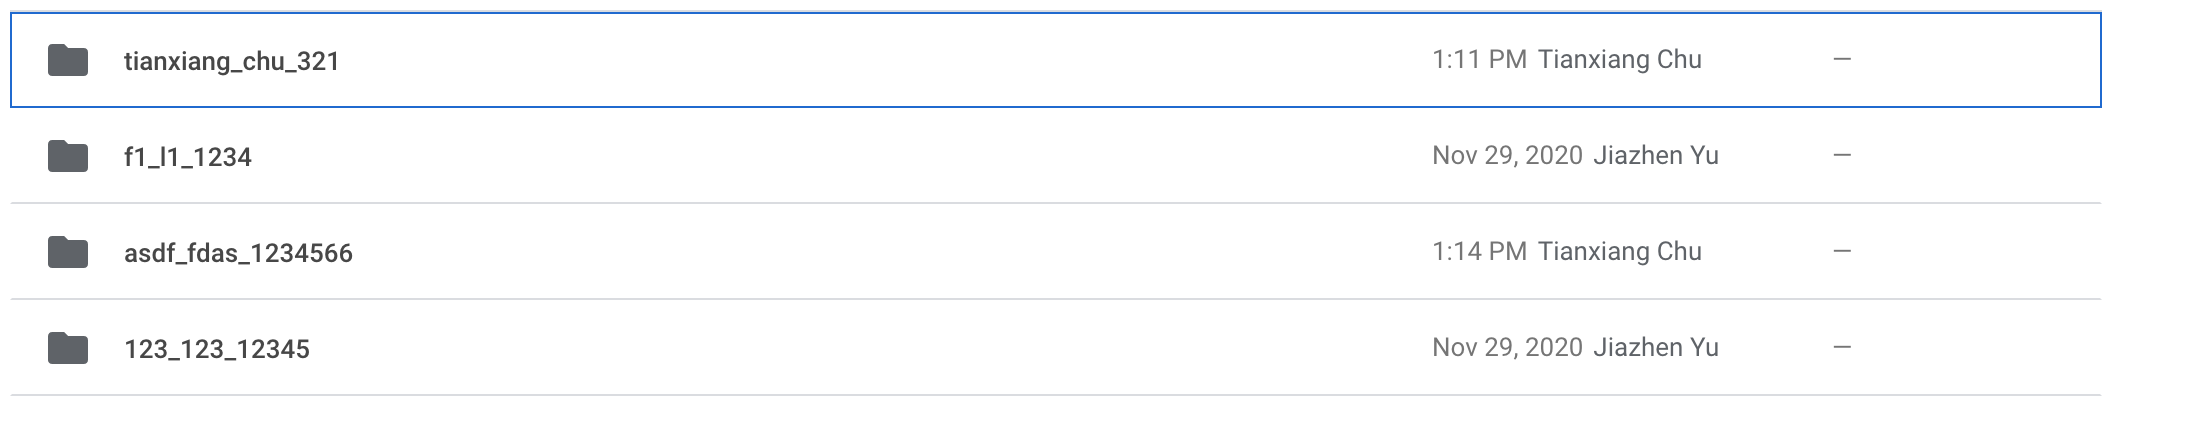 tianxiang_chu_321 1:11 PM Tianxiang Chu —
f1_l1_1234 Nov 29, 2020 Jiazhen Yu —
asdf_fdas_1234566 1:14 PM Tianxiang Chu —
123_123_12345 Nov 29, 2020 Jiazhen Yu —